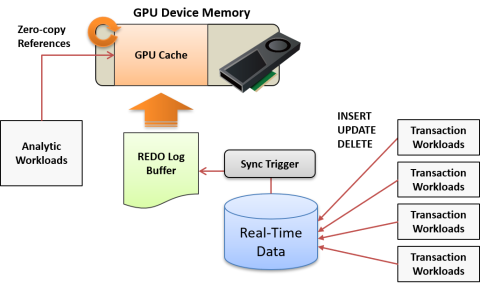 GPU Device Memory
Zero-copy
References
GPU Cache
Analytic
Workloads
REDO Log
Buffer
Sync Trigger
INSERT
UPDATE
DELETE
Real-Time
Data
Transaction
Workloads
Transaction
Workloads
Transaction
Workloads
Transaction
Workloads